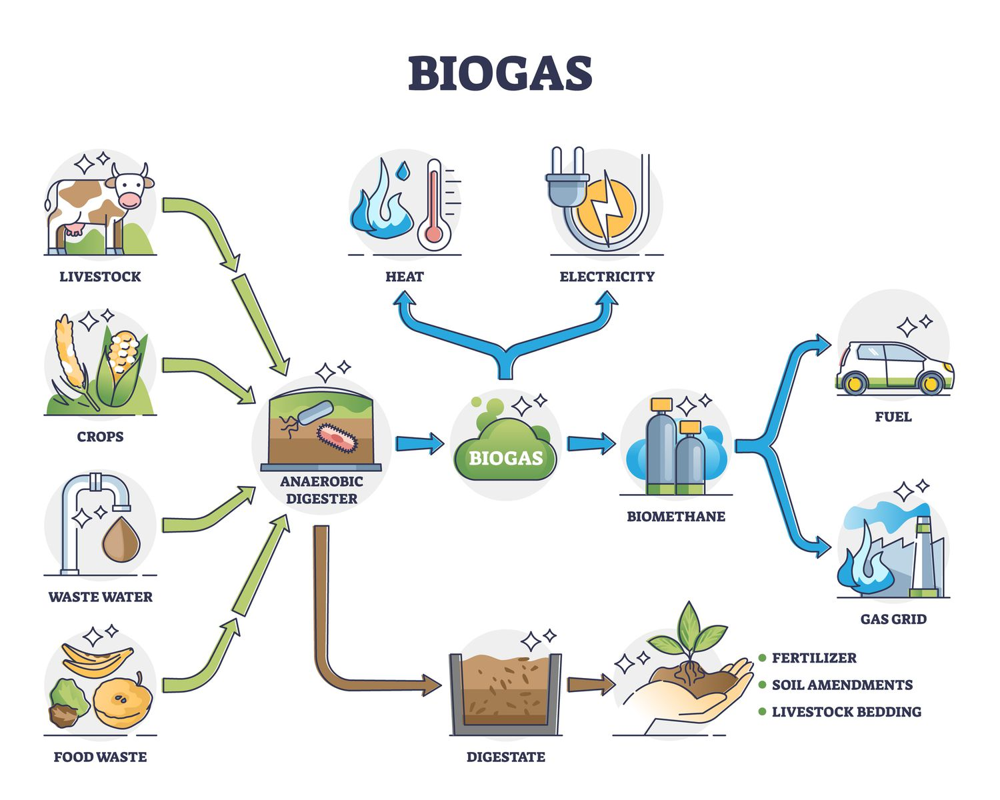 BIOGAS
LIVESTOCK
HEAT
ELECTRICITY
CROPS
FUEL
ANAEROBIC
DIGESTER
BIOGAS
BIOMETHANE
WASTE WATER
GAS GRID
FOOD WASTE
DIGESTATE
FERTILIZER
SOIL AMENDMENTS
LIVESTOCK BEDDING